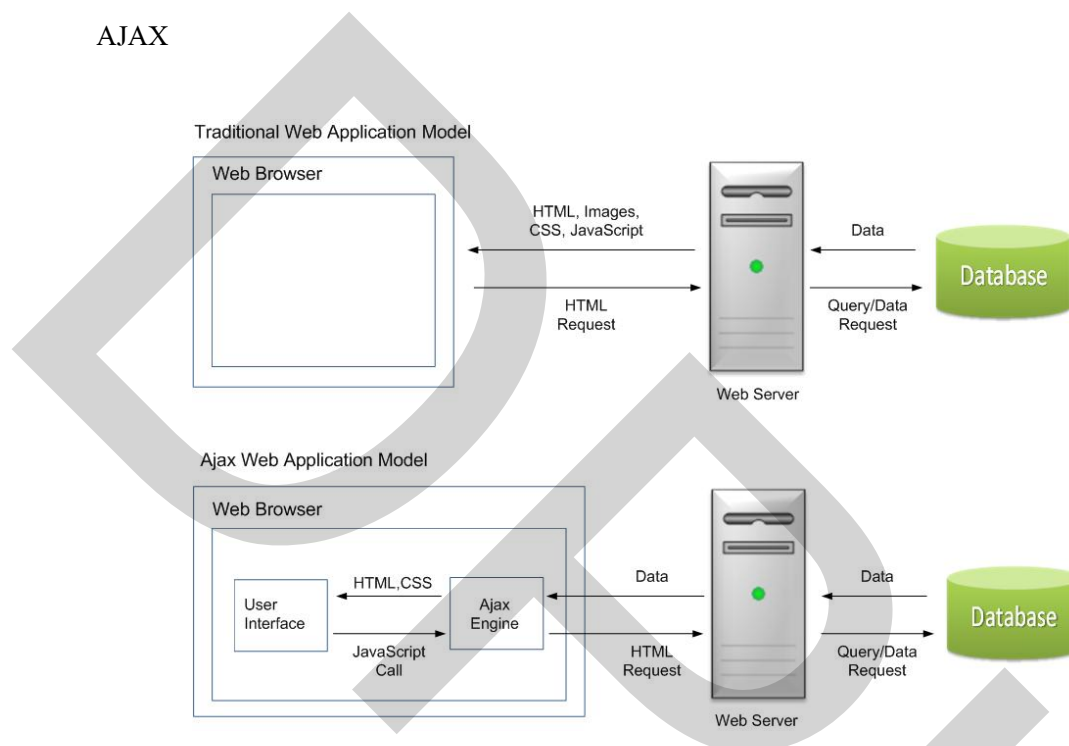 AJAX
Traditional Web Application Model
Web Browser
HTML, Images,
CSS, JavaScript
HTML
Request
Data
Query/Data
Request
Database
Web Server
Ajax Web Application Model
Web Browser
User
Interface
HTML,CSS
JavaScript
Call
Ajax
Engine
Data
HTML
Request
Data
Query/Data
Request
Database
Web Server